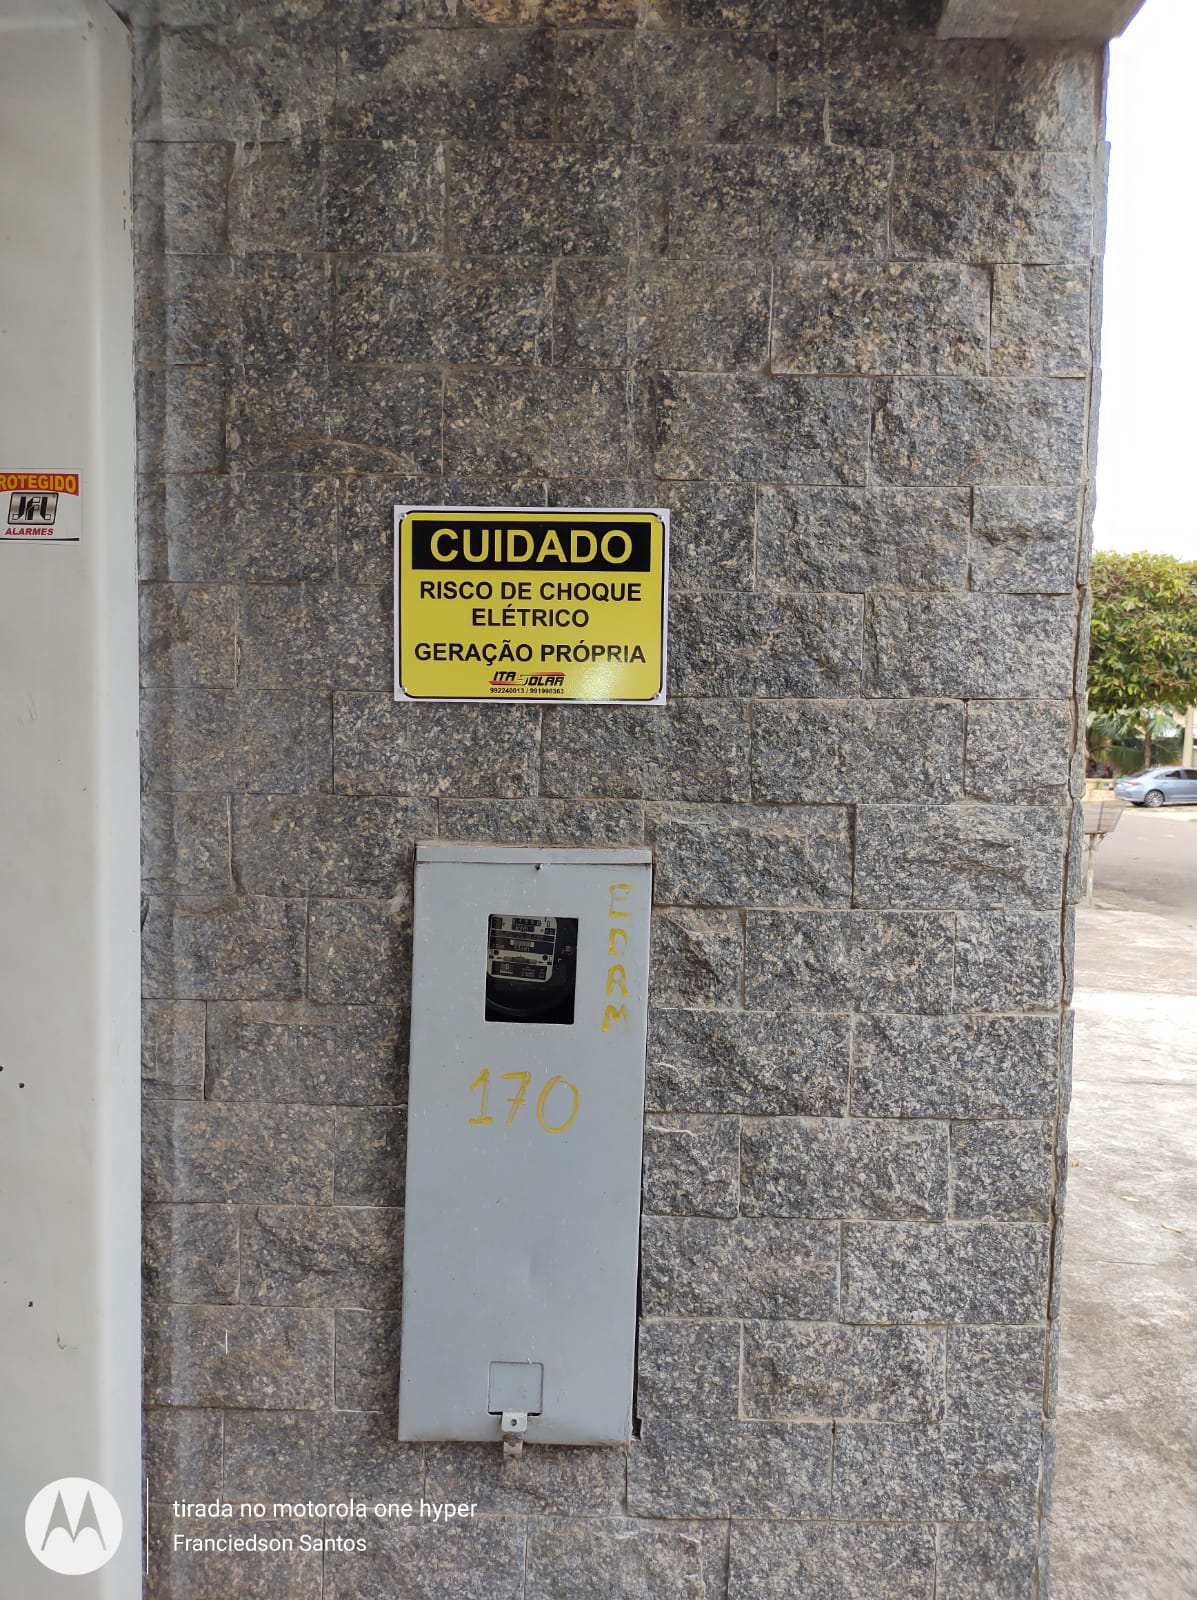 ROTEGIDO
JFL
ALARMES
CUIDADO
RISCO DE CHOQUE
ELÉTRICO
GERAÇÃO PRÓPRIA
ITA SOLAR
992240013 / 991998363
EDAM
170
tirada no motorola one hyper
Franciedson Santos